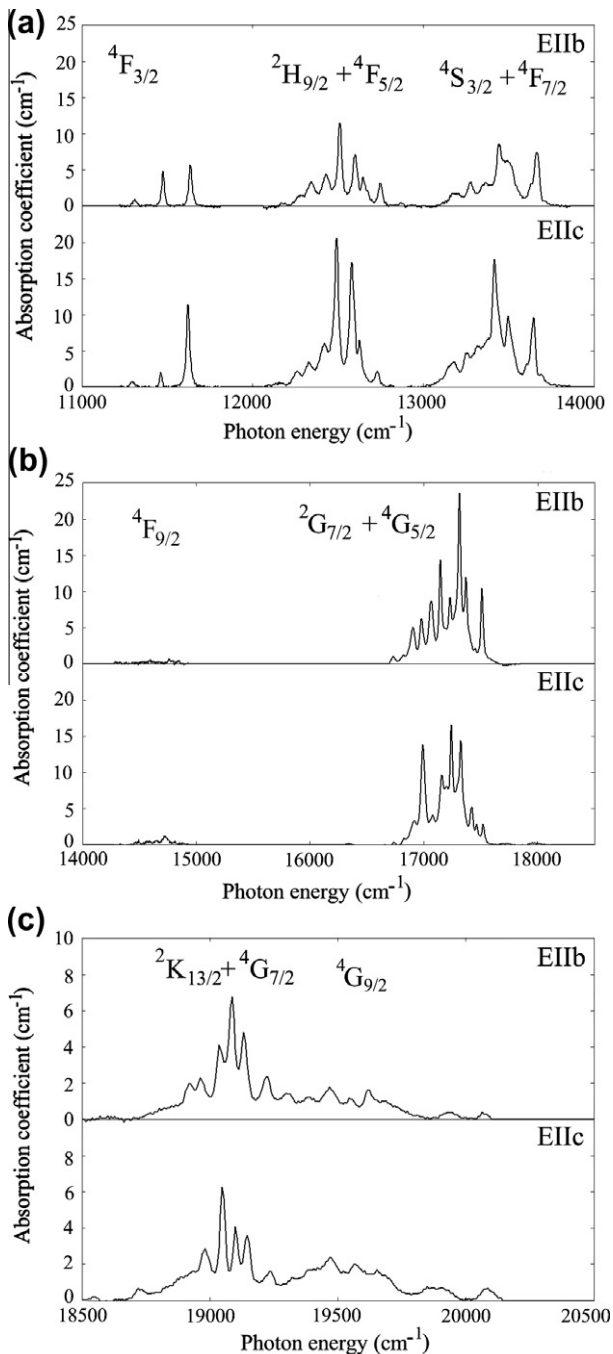 (a)
EIIb
⁴F₃/₂
²H₉/₂ + ⁴F₅/₂
⁴S₃/₂ + ⁴F₇/₂
25
20
15
10
5
0
EIIc
20
15
10
5
0
Absorption coefficient (cm⁻¹)
11000 12000 13000 14000
Photon energy (cm⁻¹)
(b)
EIIb
⁴F₉/₂
²G₇/₂ + ⁴G₅/₂
25
20
15
10
5
0
EIIc
20
15
10
5
0
Absorption coefficient (cm⁻¹)
14000 15000 16000 17000 18000
Photon energy (cm⁻¹)
(c)
EIIb
²K₁₃/₂ + ⁴G₇/₂
⁴G₉/₂
10
8
6
4
2
0
EIIc
8
6
4
2
0
Absorption coefficient (cm⁻¹)
18500 19000 19500 20000 20500
Photon energy (cm⁻¹)